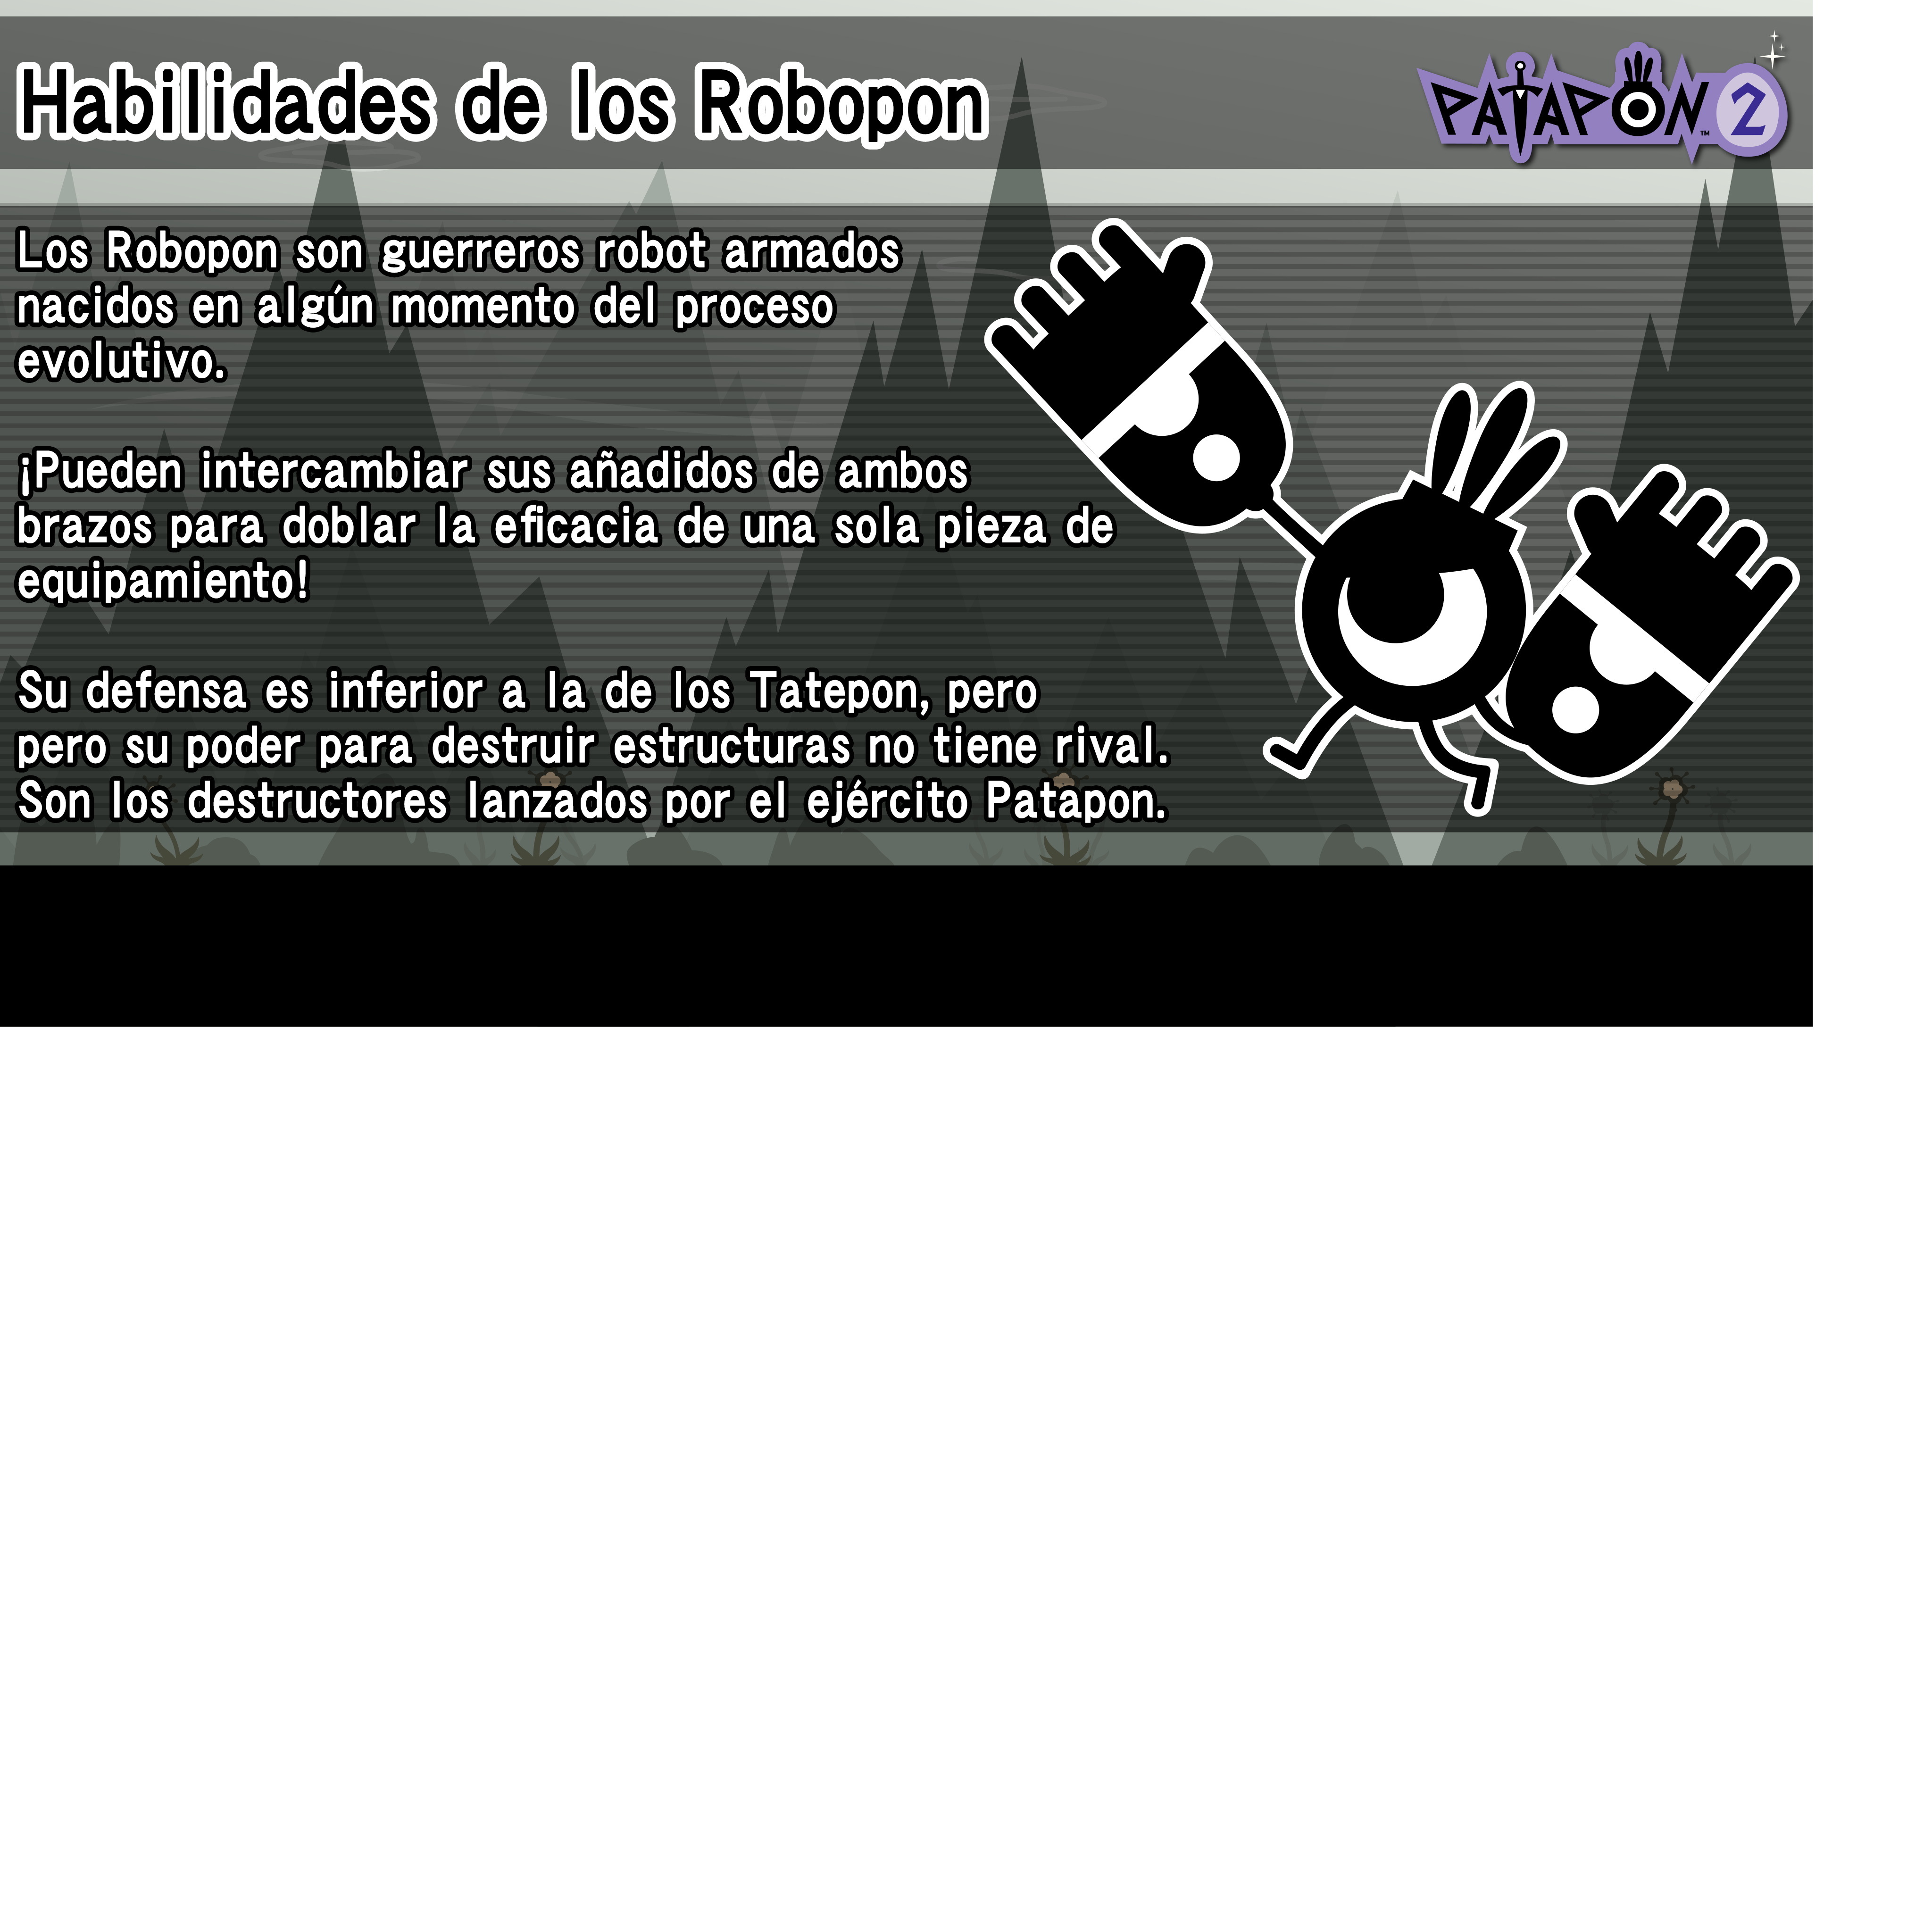 Habilidades de los Robopon
PATAPON™ 2
Los Robopon son guerreros robot armados
nacidos en algún momento del proceso
evolutivo.
¡Pueden intercambiar sus añadidos de ambos
brazos para doblar la eficacia de una sola pieza de
equipamiento!
Su defensa es inferior a la de los Tatepon, pero
pero su poder para destruir estructuras no tiene rival.
Son los destructores lanzados por el ejército Patapon.